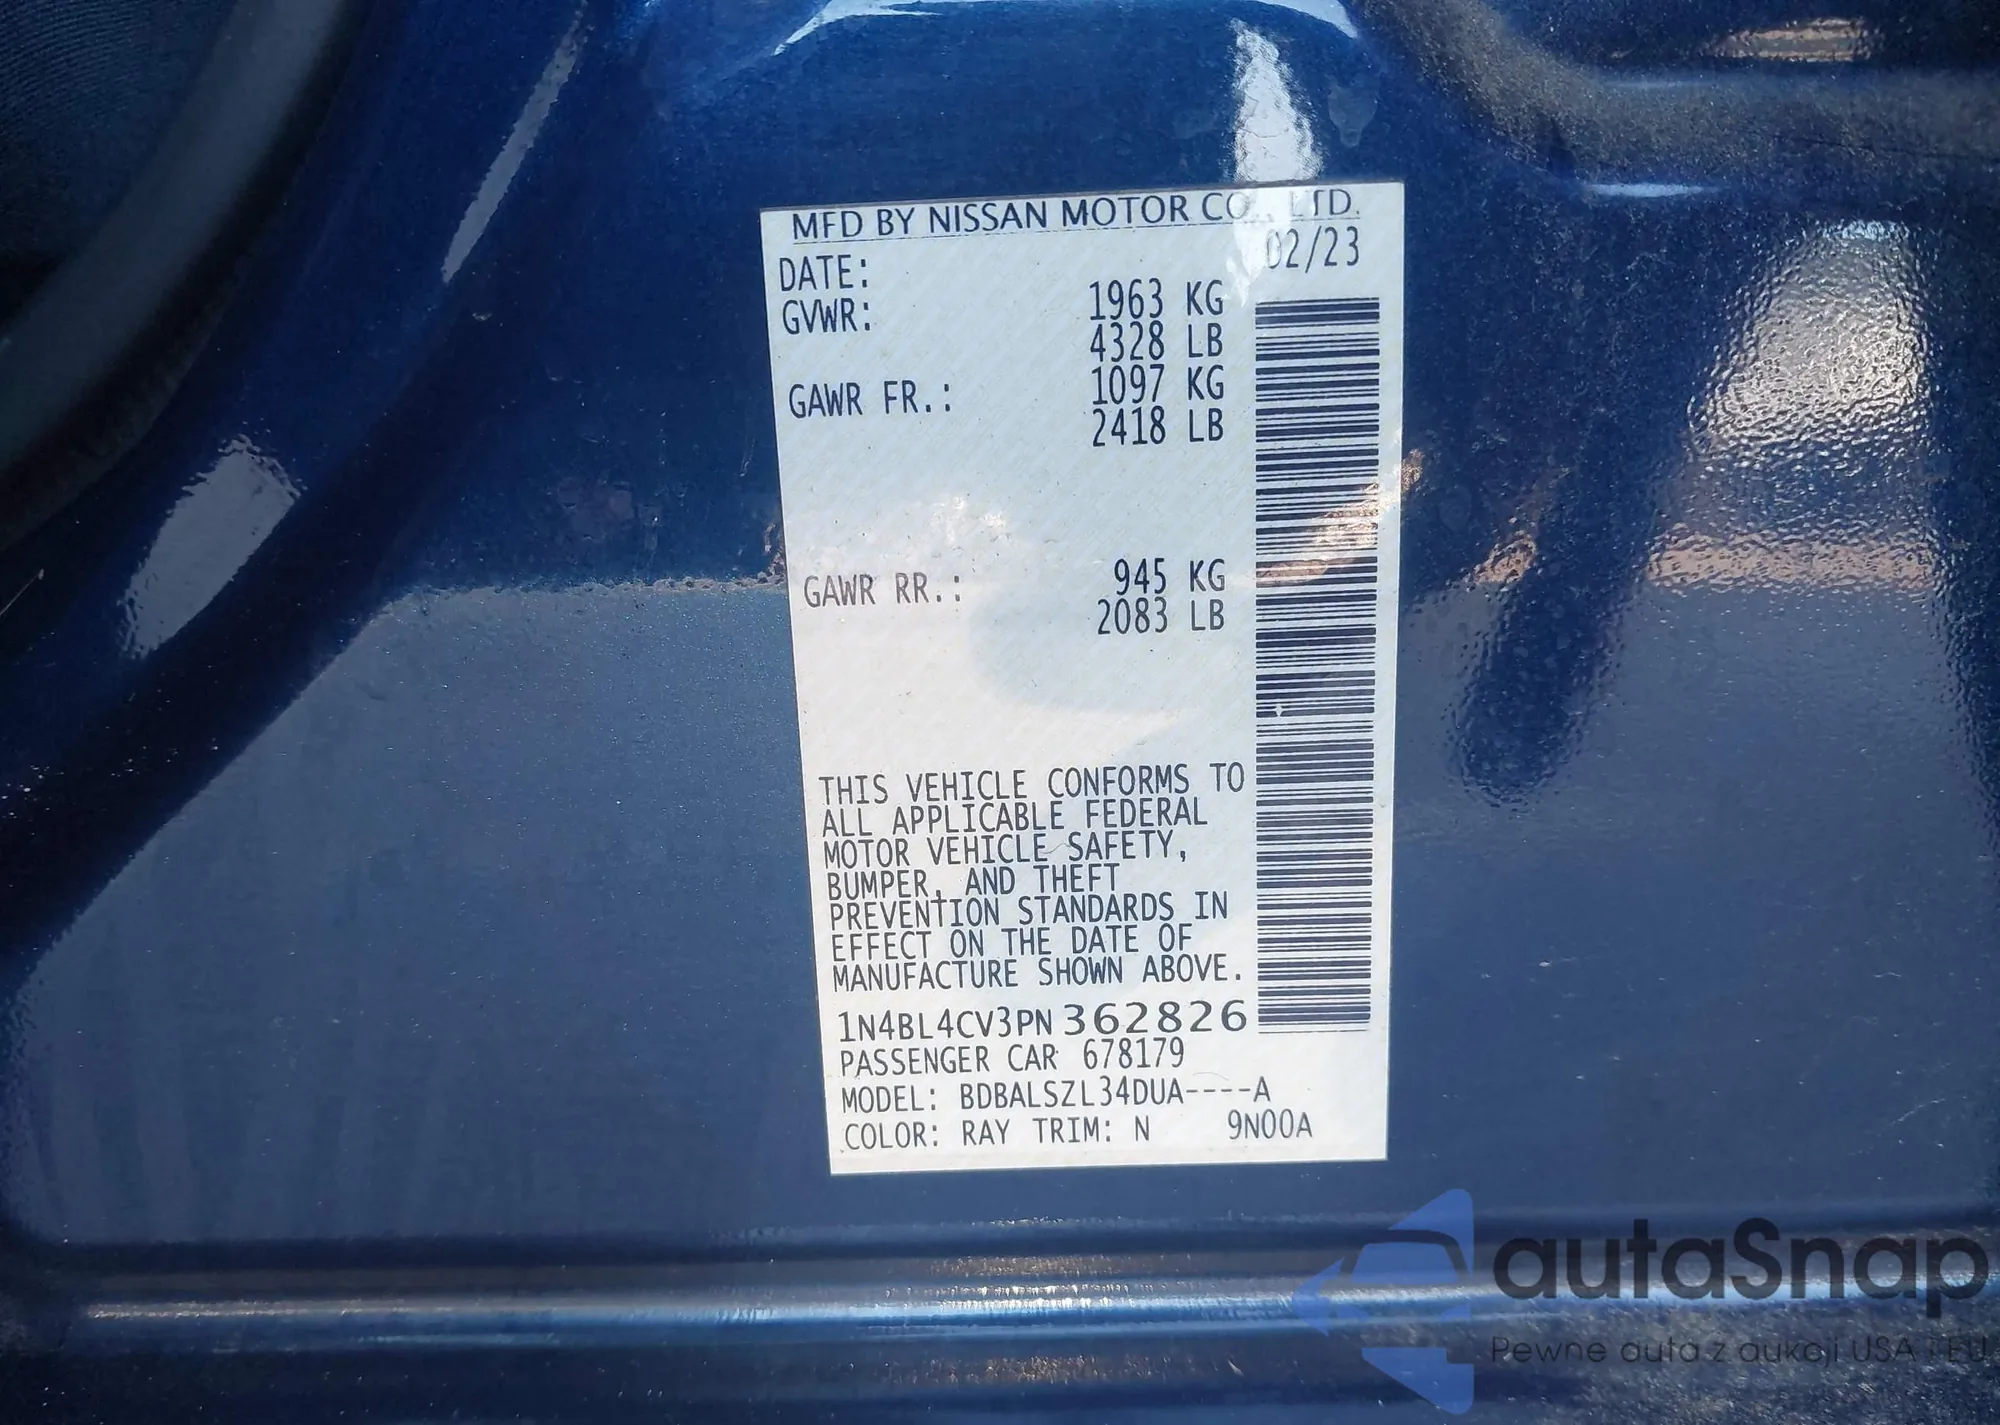 MFD BY NISSAN MOTOR CO., LTD.
DATE: 02/23
GVWR: 1963 KG
4328 LB
GAWR FR.: 1097 KG
2418 LB
GAWR RR.: 945 KG
2083 LB
THIS VEHICLE CONFORMS TO
ALL APPLICABLE FEDERAL
MOTOR VEHICLE SAFETY,
BUMPER, AND THEFT
PREVENTION STANDARDS IN
EFFECT ON THE DATE OF
MANUFACTURE SHOWN ABOVE.
1N4BL4CV3PN362826
PASSENGER CAR 678179
MODEL: BDBALSZL34DUA----A
COLOR: RAY TRIM: N 9N00A
autaSnap
Pewne auta z aukcji USA i EU